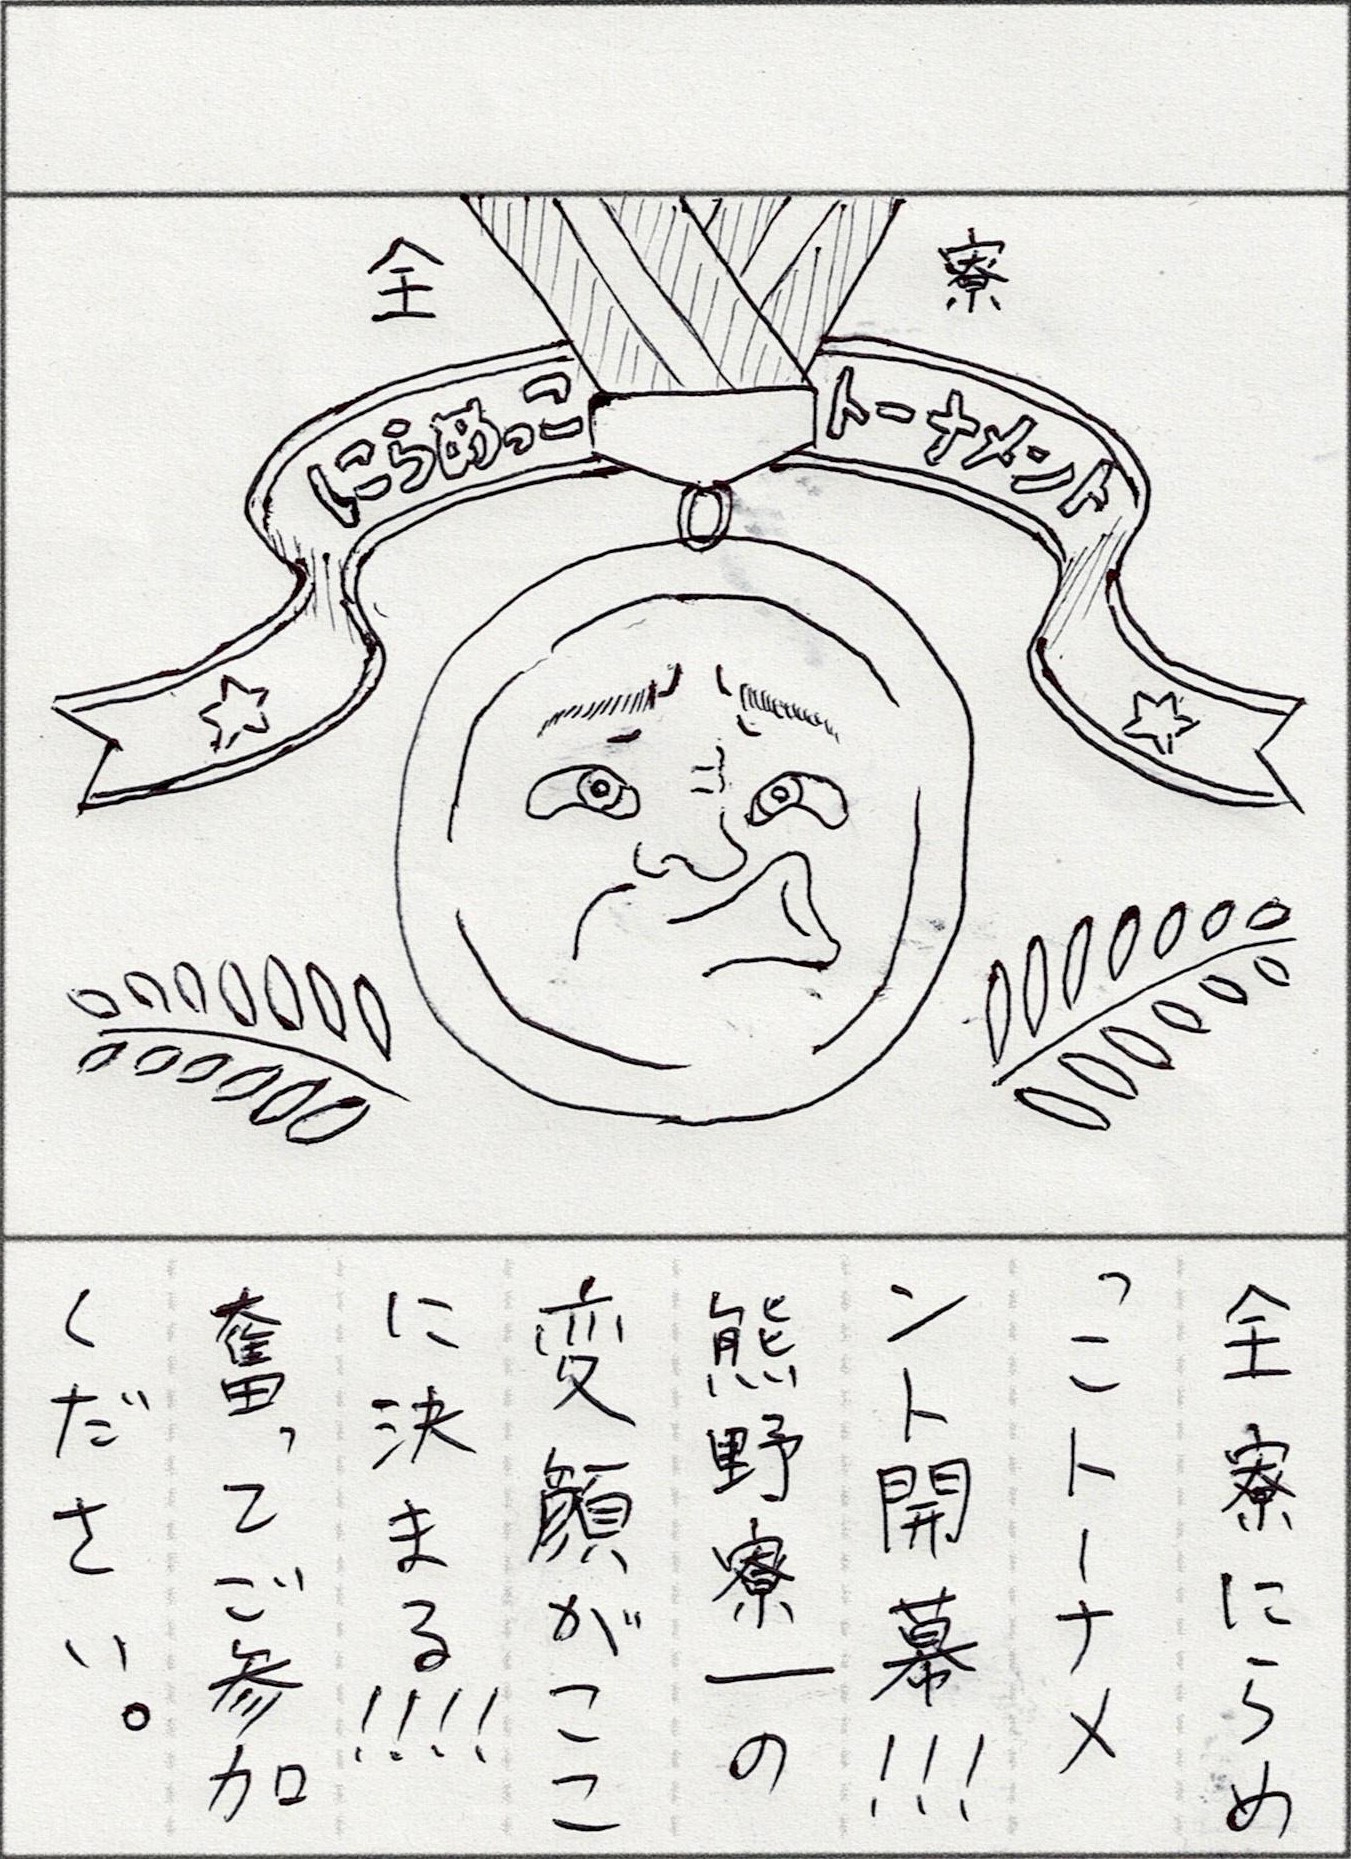 全 寮
にらめっこ トーナメント
全寮にらめ
っこトーナメ
ント開幕!!!
熊野寮一の
変顔がここ
に決まる!!!!
奮ってご参加
ください。